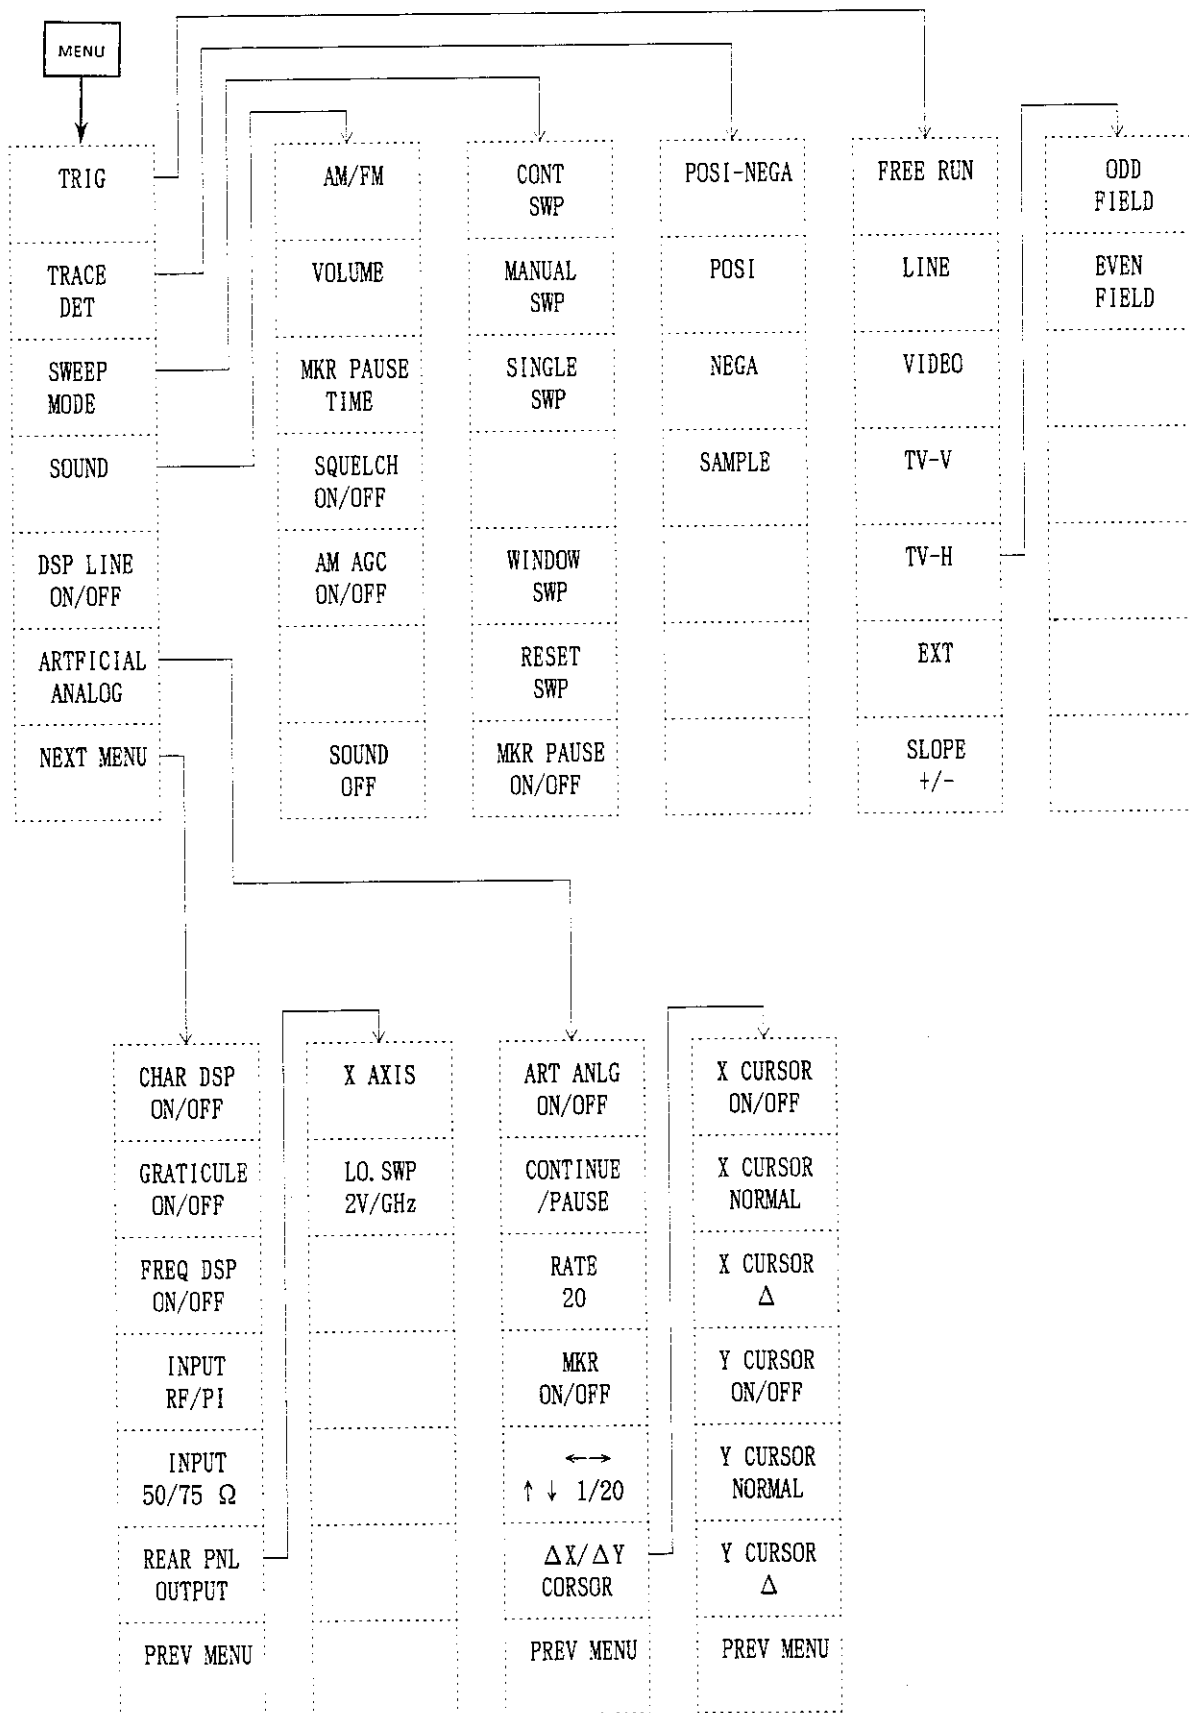 MENU
TRIG
TRACE
DET
SWEEP
MODE
SOUND
DSP LINE
ON/OFF
ARTFICIAL
ANALOG
NEXT MENU
AM/FM
VOLUME
MKR PAUSE
TIME
SQUELCH
ON/OFF
AM AGC
ON/OFF
SOUND
OFF
CONT
SWP
MANUAL
SWP
SINGLE
SWP
WINDOW
SWP
RESET
SWP
MKR PAUSE
ON/OFF
POSI-NEGA
POSI
NEGA
SAMPLE
FREE RUN
LINE
VIDEO
TV-V
TV-H
EXT
SLOPE
+/-
ODD
FIELD
EVEN
FIELD
CHAR DSP
ON/OFF
GRATICULE
ON/OFF
FREQ DSP
ON/OFF
INPUT
RF/PI
INPUT
50/75 Ω
REAR PNL
OUTPUT
PREV MENU
X AXIS
LO. SWP
2V/GHz
ART ANLG
ON/OFF
CONTINUE
/PAUSE
RATE
20
MKR
ON/OFF
←→
↑ ↓ 1/20
ΔX/ΔY
CORSOR
PREV MENU
X CURSOR
ON/OFF
X CURSOR
NORMAL
X CURSOR
Δ
Y CURSOR
ON/OFF
Y CURSOR
NORMAL
Y CURSOR
Δ
PREV MENU